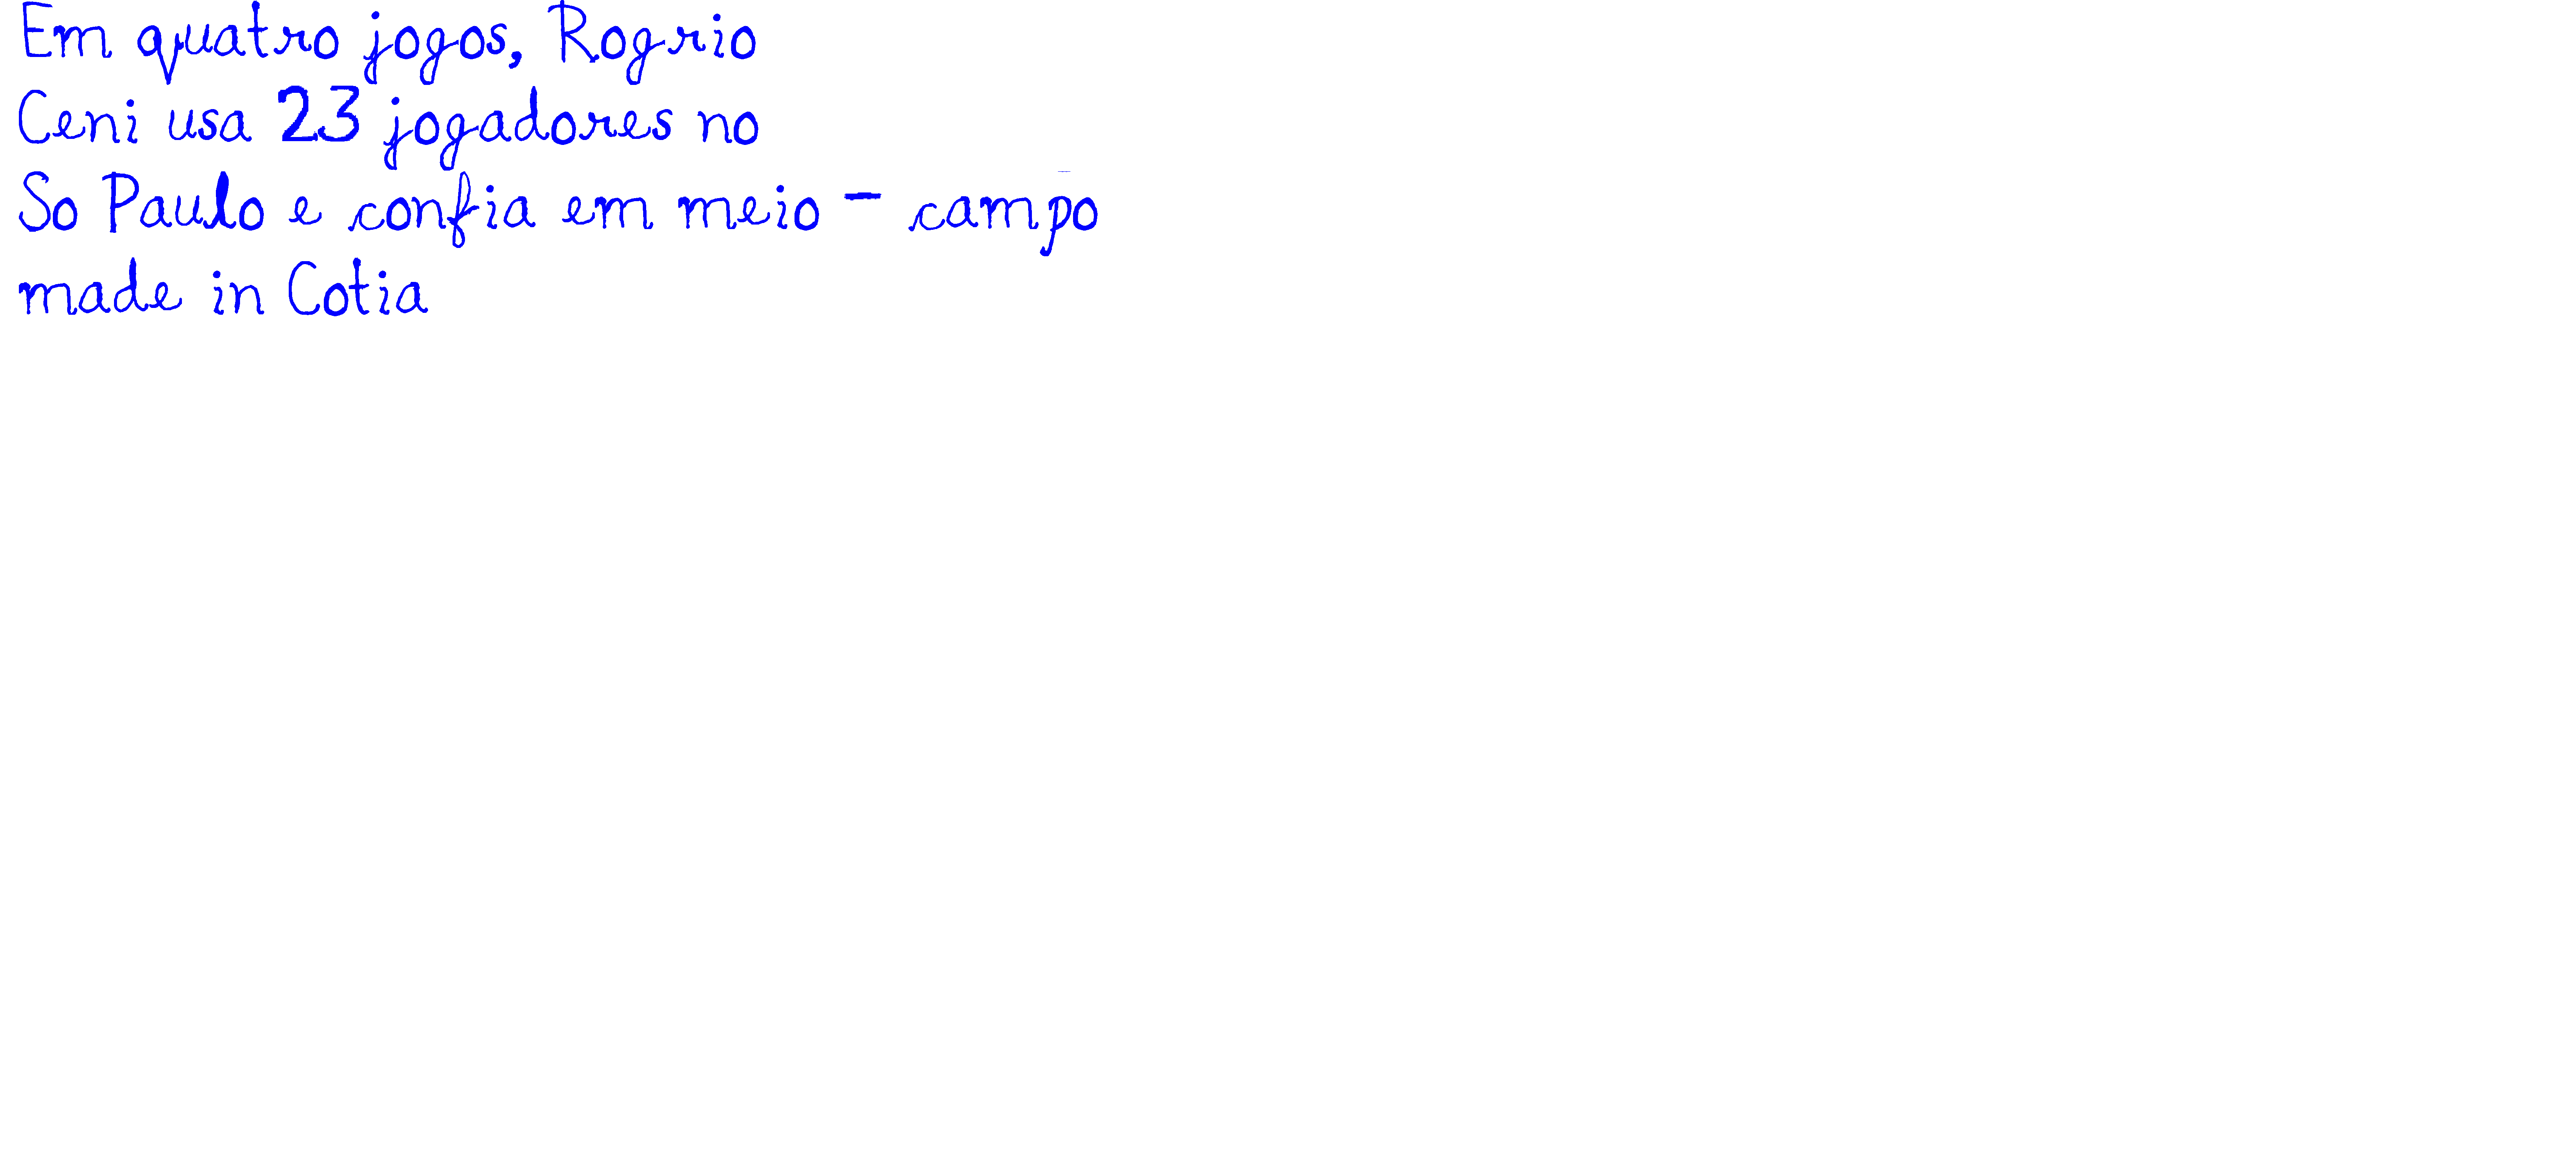 Em quatro jogos, Rogrio
Ceni usa 23 jogadores no
So Paulo e confia em meio - campo
made in Cotia